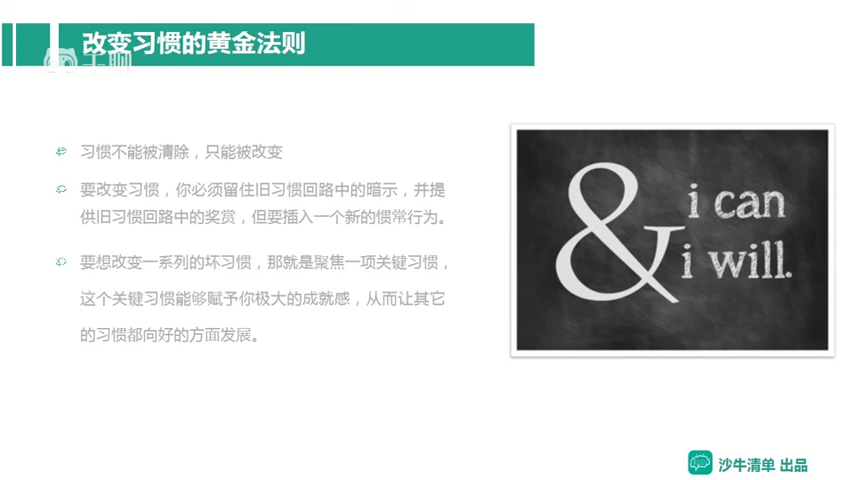 改变习惯的黄金法则
千聊
习惯不能被清除，只能被改变
要改变习惯，你必须留住旧习惯回路中的暗示，并提
供旧习惯回路中的奖赏，但要插入一个新的惯常行为。
要想改变一系列的坏习惯，那就是聚焦一项关键习惯，
这个关键习惯能够赋予你极大的成就感，从而让其它
的习惯都向好的方面发展。
& i can
i will.
沙牛清单 出品